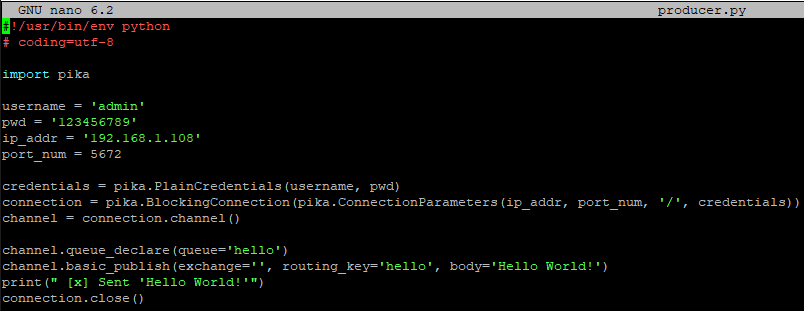 GNU nano 6.2 producer.py
#!/usr/bin/env python
# coding=utf-8
import pika
username = 'admin'
pwd = '123456789'
ip_addr = '192.168.1.108'
port_num = 5672
credentials = pika.PlainCredentials(username, pwd)
connection = pika.BlockingConnection(pika.ConnectionParameters(ip_addr, port_num, '/', credentials))
channel = connection.channel()
channel.queue_declare(queue='hello')
channel.basic_publish(exchange='', routing_key='hello', body='Hello World!')
print(" [x] Sent 'Hello World!'")
connection.close()